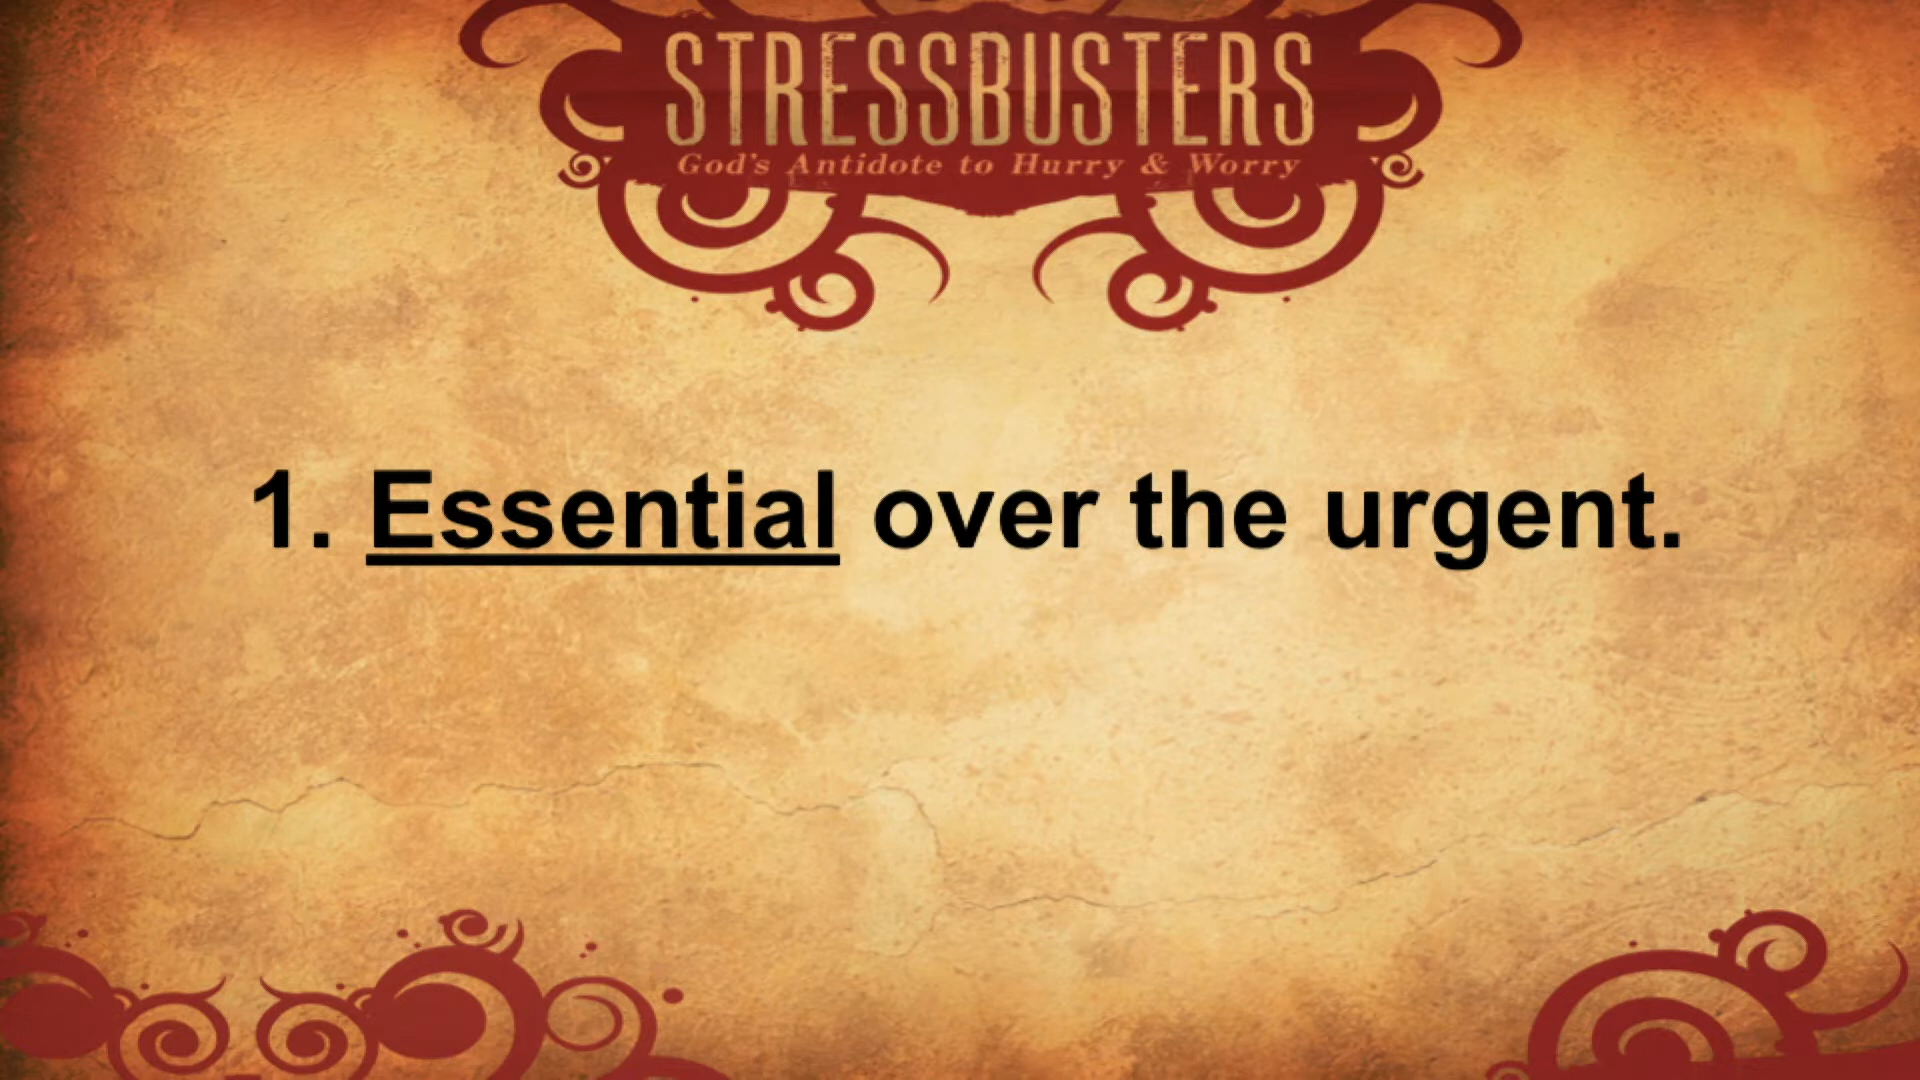 STRESSBUSTERS
God's Antidote to Hurry & Worry
1. Essential over the urgent.